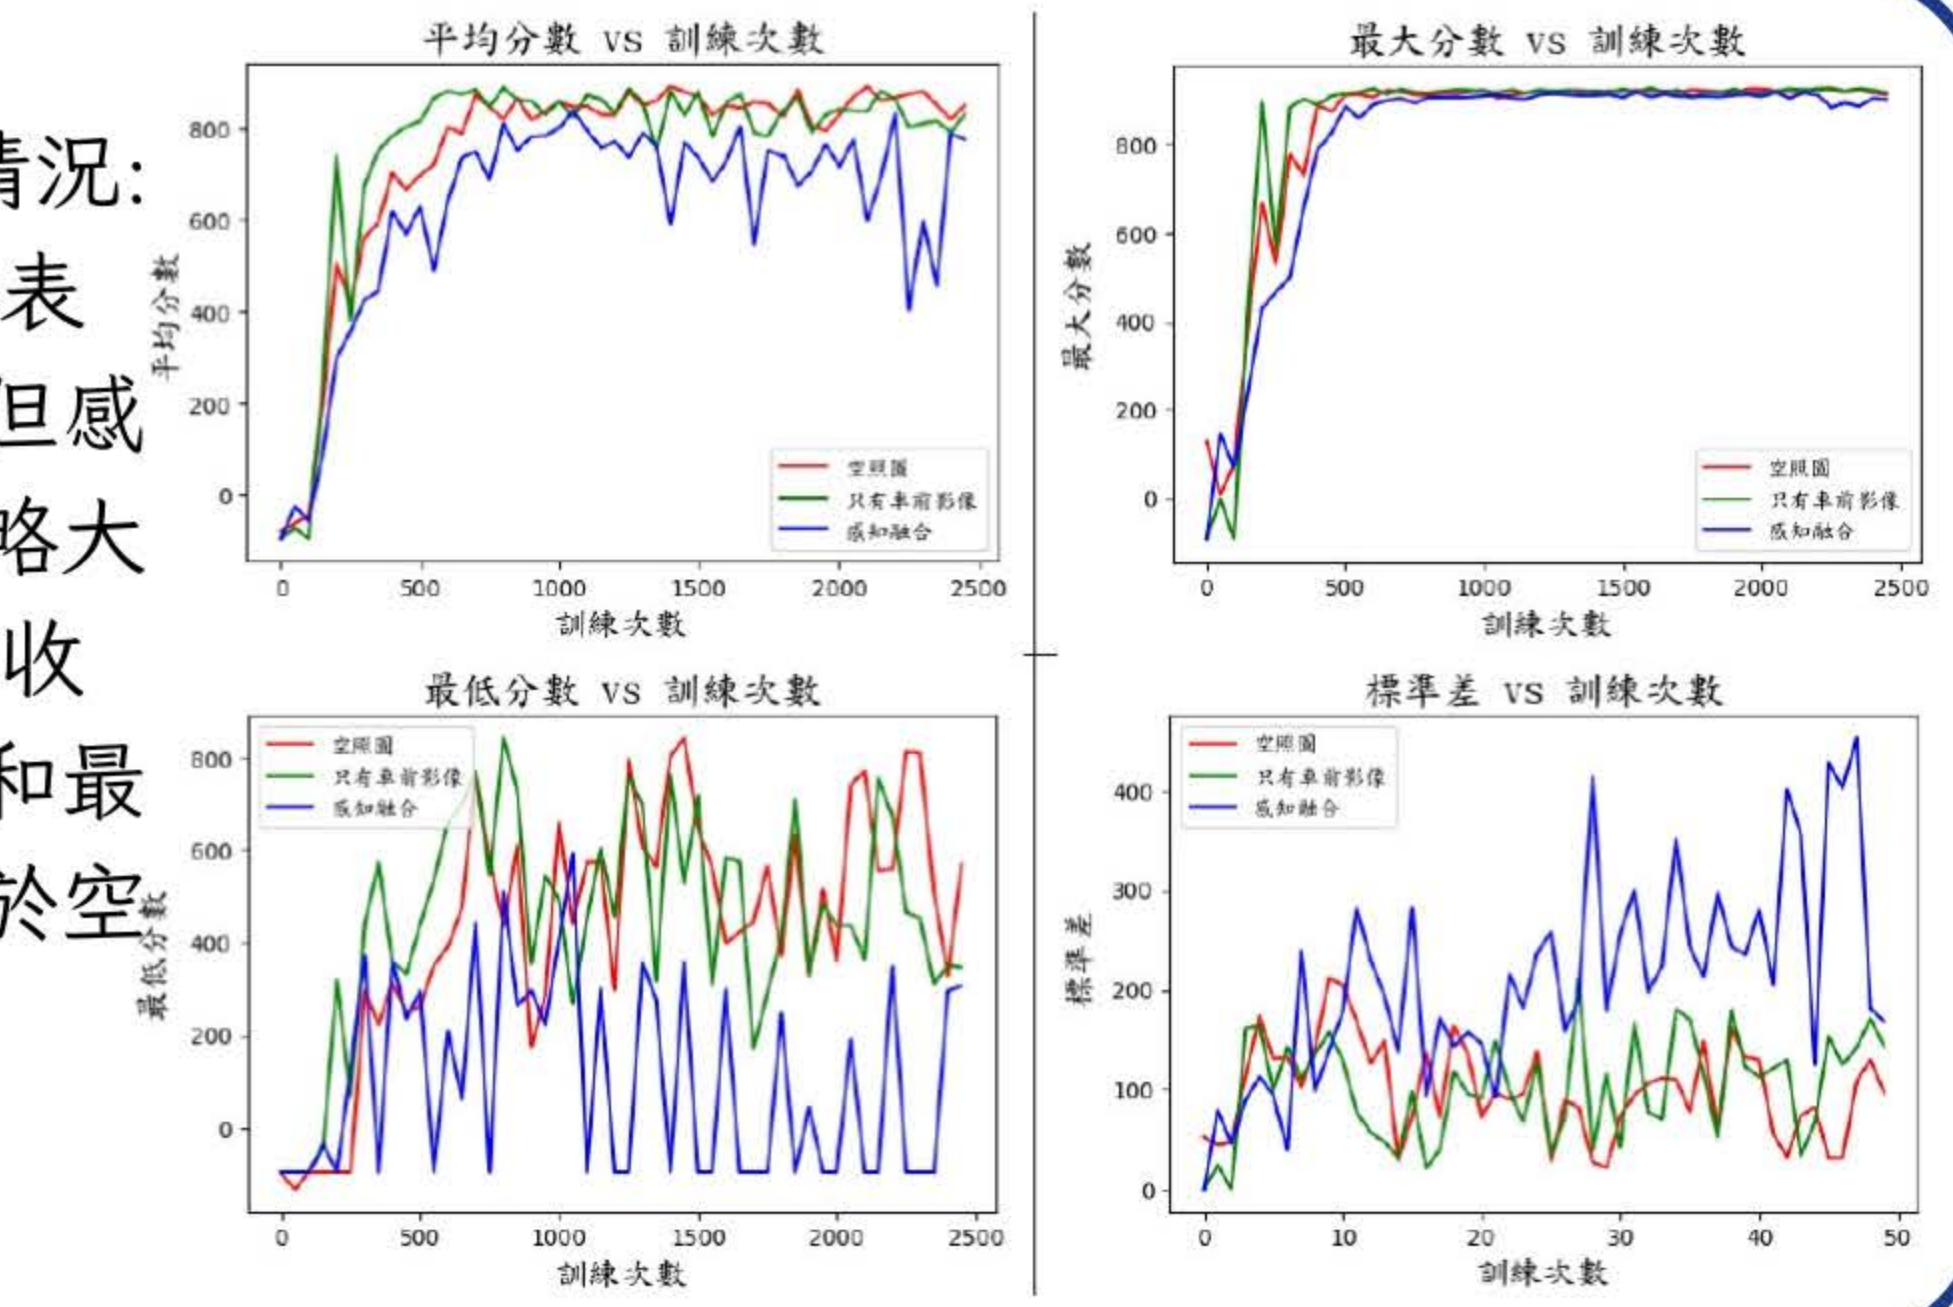 情況:
表
但感
略大
收
和最
於空
平均分數 vs 訓練次數
平均分數
800
600
400
200
0
空照圖
只有車前影像
感知融合
0 500 1000 1500 2000 2500
訓練次數
最大分數 vs 訓練次數
最大分數
800
600
400
200
0
空照圖
只有車前影像
感知融合
0 500 1000 1500 2000 2500
訓練次數
最低分數 vs 訓練次數
最低分數
空照圖
只有車前影像
感知融合
800
600
400
200
0
0 500 1000 1500 2000 2500
訓練次數
標準差 vs 訓練次數
標準差
空照圖
只有車前影像
感知融合
400
300
200
100
0
0 10 20 30 40 50
訓練次數